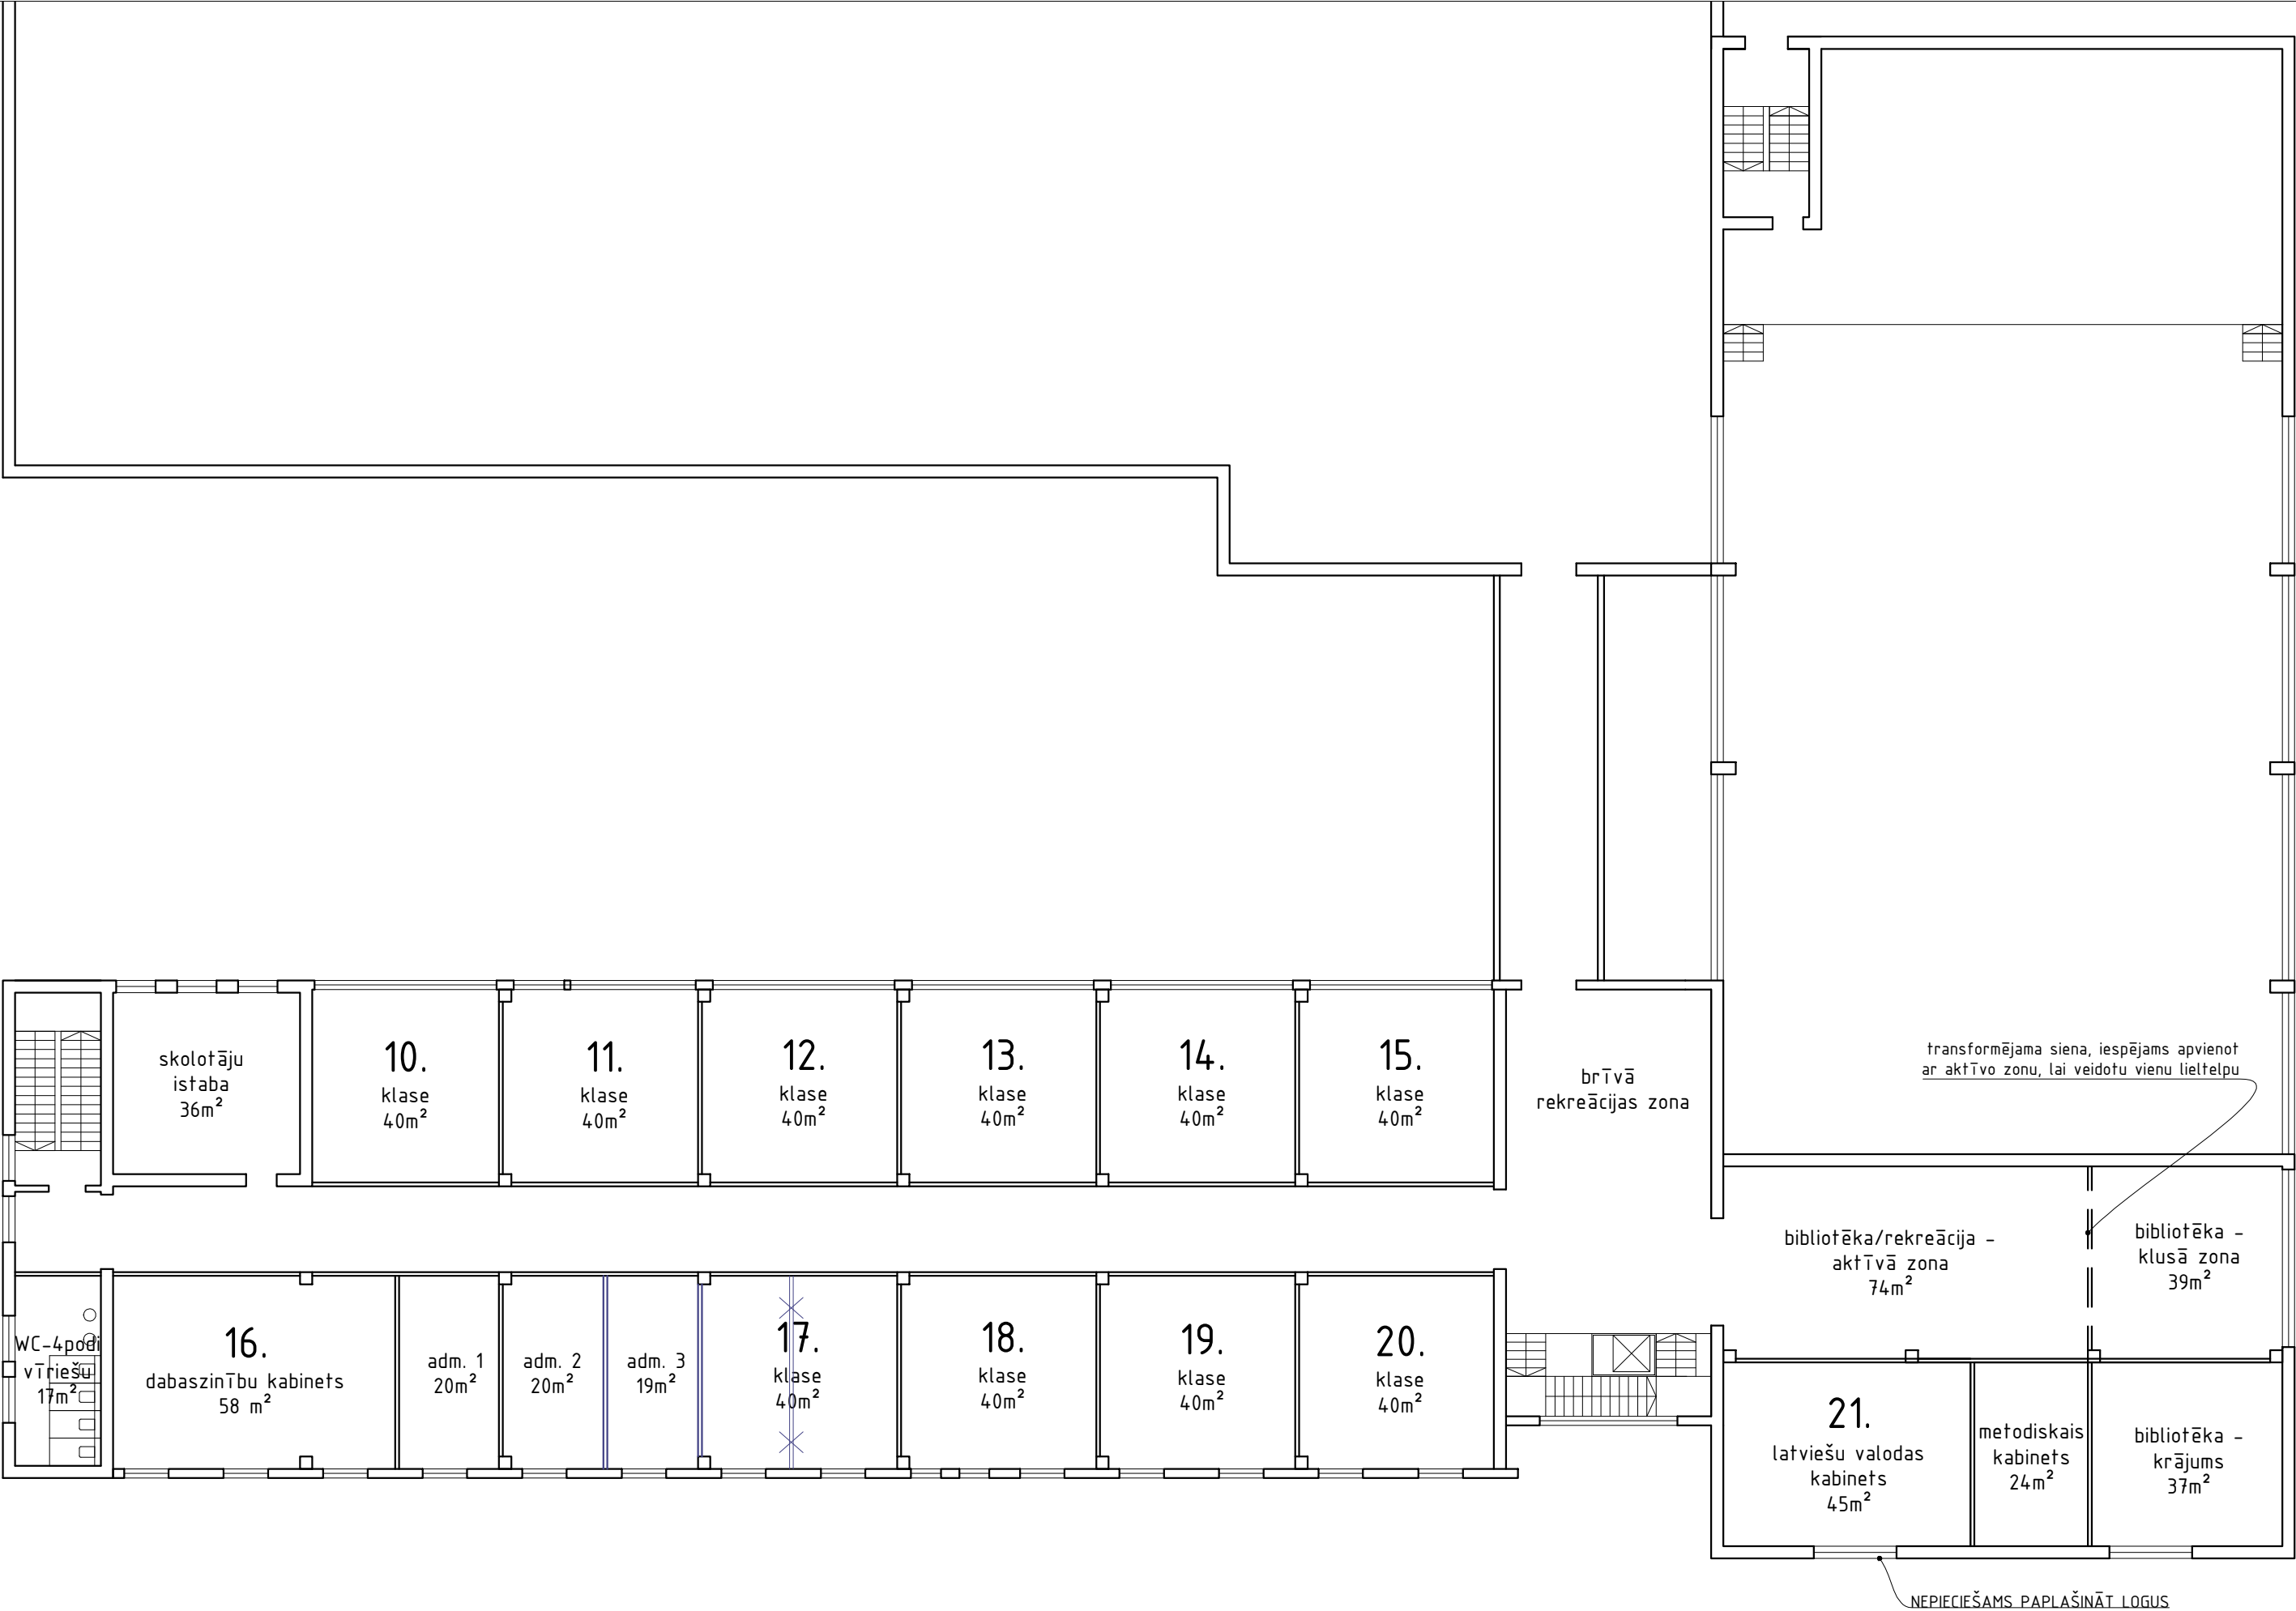 skolotāju
istaba
36m²
10.
klase
40m²
11.
klase
40m²
12.
klase
40m²
13.
klase
40m²
14.
klase
40m²
15.
klase
40m²
brīvā
rekreācijas zona
transformējama siena, iespējams apvienot
ar aktīvo zonu, lai veidotu vienu lieltelpu
bibliotēka/rekreācija -
aktīvā zona
74m²
bibliotēka -
klusā zona
39m²
WC-4podi
vīriešu
17m²
16.
dabaszinību kabinets
58 m²
adm. 1
20m²
adm. 2
20m²
adm. 3
19m²
17.
klase
40m²
18.
klase
40m²
19.
klase
40m²
20.
klase
40m²
21.
latviešu valodas
kabinets
45m²
metodiskais
kabinets
24m²
bibliotēka -
krājums
37m²
NEPIECIEŠAMS PAPLAŠINĀT LOGUS